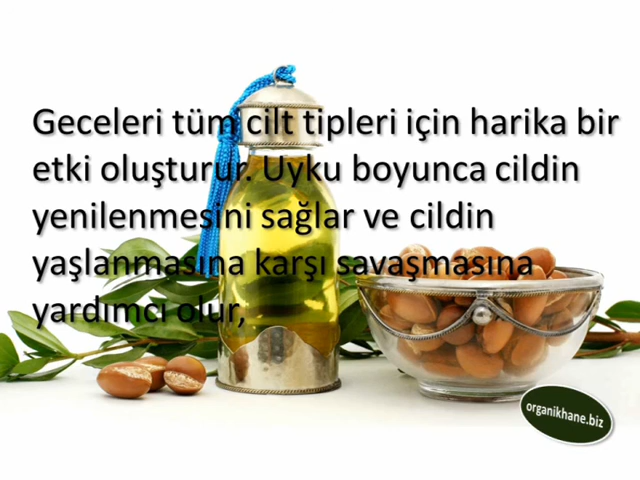 Geceleri tüm cilt tipleri için harika bir
etki oluşturur. Uyku boyunca cildin
yenilenmesini sağlar ve cildin
yaşlanmasına karşı savaşmasına
yardımcı olur,
organikhane.biz